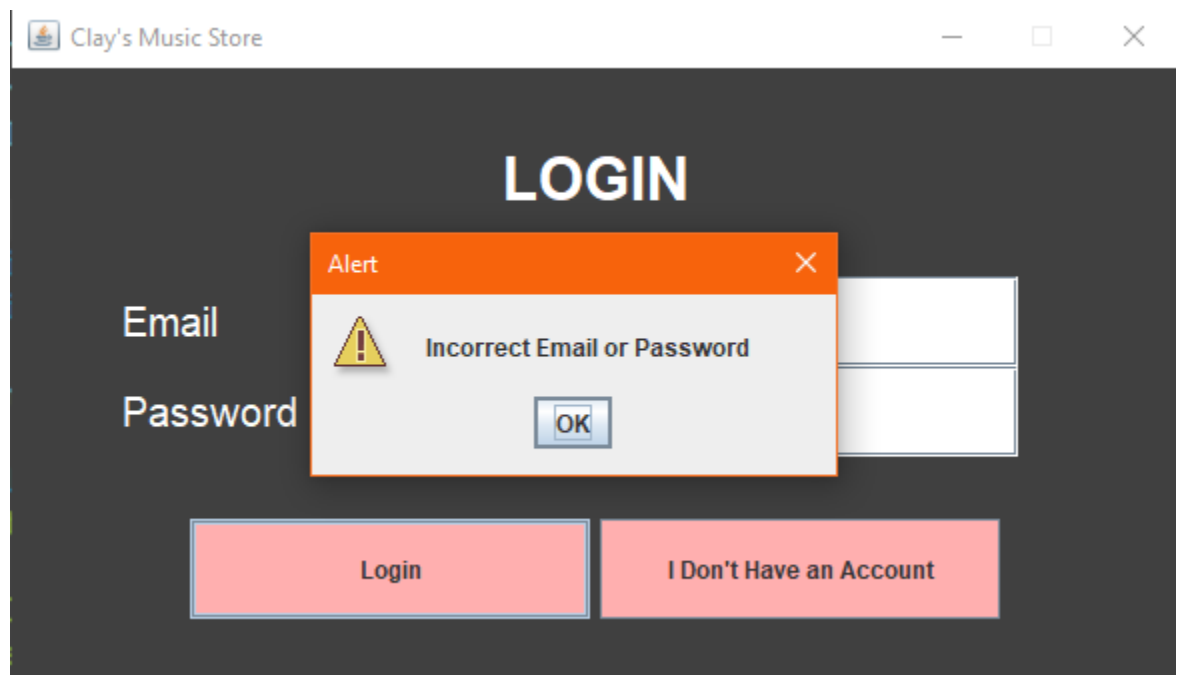 Clay's Music Store
LOGIN
Alert
Email
Incorrect Email or Password
Password
OK
Login
I Don't Have an Account